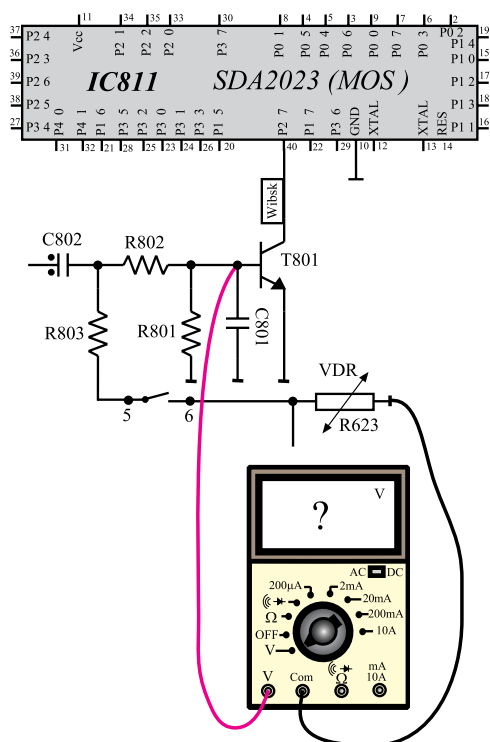 11 34 35 33 30 8 4 5 3 9 7 6 2
37 P2 4 Vcc P2 1 P2 2 P2 0 P3 7 P0 1 P0 5 P0 4 P0 6 P0 0 P0 7 P0 3 P0 2 19
P1 4
36 P2 3 P1 0 15
39 P2 6 IC811 SDA2023 (MOS) P1 2 17
38 P2 5 P1 3 18
27 P3 4 P4 0 P4 1 P1 6 P3 5 P3 2 P3 0 P3 1 P3 3 P1 5 P2 7 P1 7 P3 6 GND XTAL XTAL RES P1 1 16
31 32 21 28 25 23 24 26 20 40 22 29 10 12 13 14
Wibsk
C802 R802 T801
R803 R801 C801
VDR
5 6
R623
V
?
AC DC
200µA 2mA
20mA
Ω 200mA
OFF 10A
V
V Com Ω mA
10A